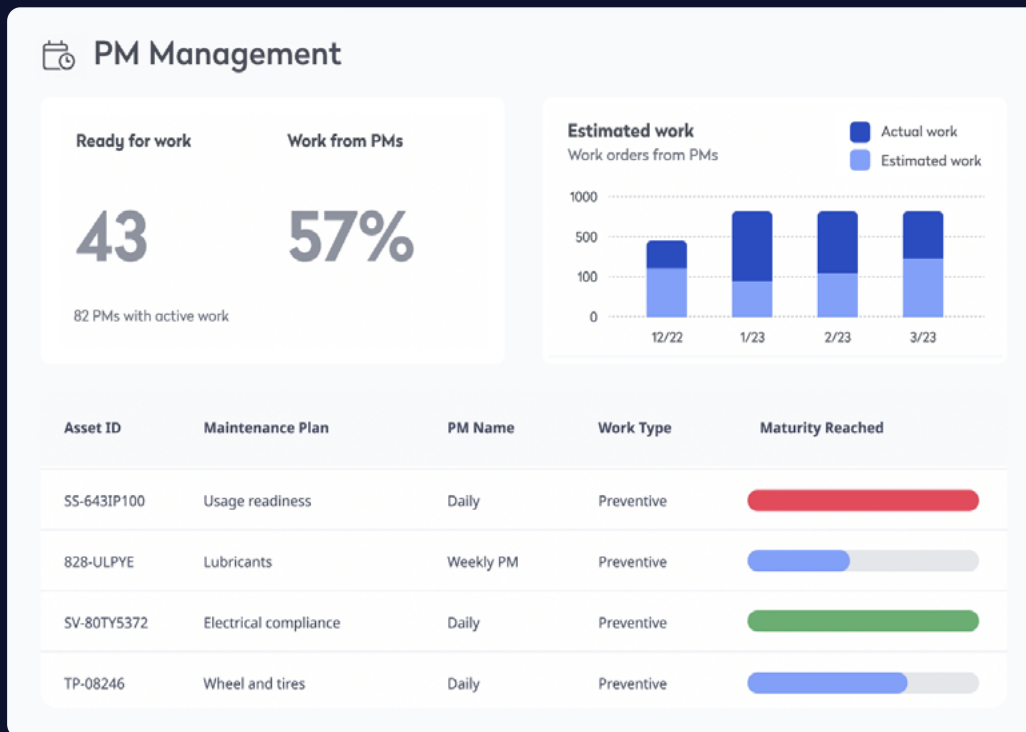 PM Management
Ready for work
Work from PMs
43
57%
82 PMs with active work
Estimated work
Work orders from PMs
Actual work
Estimated work
1000
500
100
0
12/22 1/23 2/23 3/23
Asset ID Maintenance Plan PM Name Work Type Maturity Reached
SS-643IP100 Usage readiness Daily Preventive
828-ULPYE Lubricants Weekly PM Preventive
SV-80TY5372 Electrical compliance Daily Preventive
TP-08246 Wheel and tires Daily Preventive